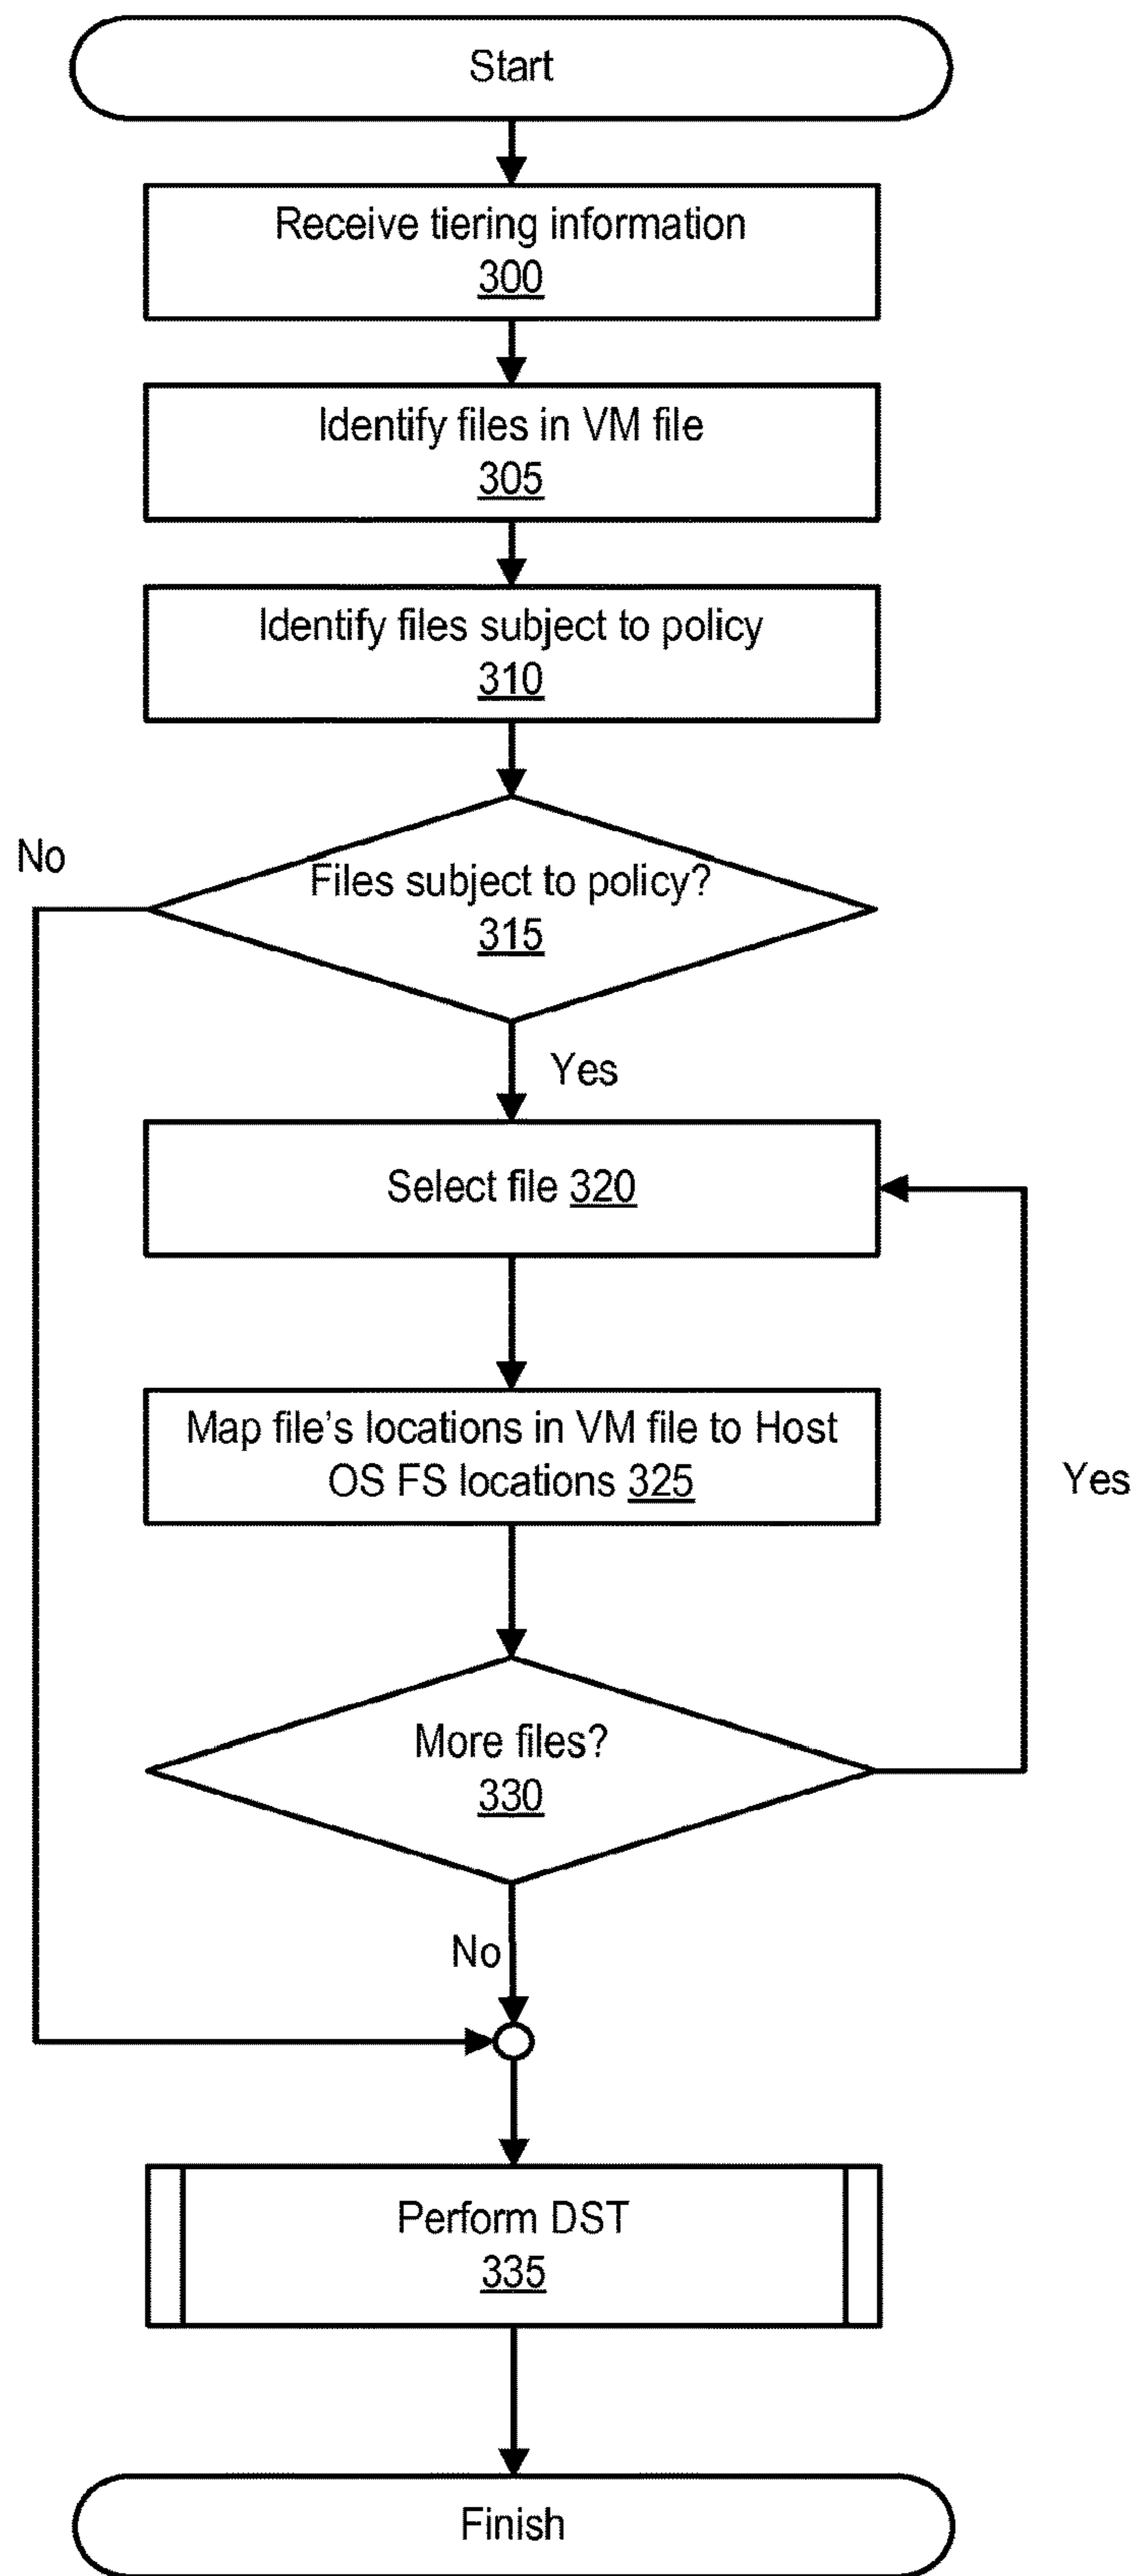 Start
Receive tiering information
300
Identify files in VM file
305
Identify files subject to policy
310
No
Files subject to policy?
315
Yes
Select file 320
Map file's locations in VM file to Host
OS FS locations 325
Yes
More files?
330
No
Perform DST
335
Finish